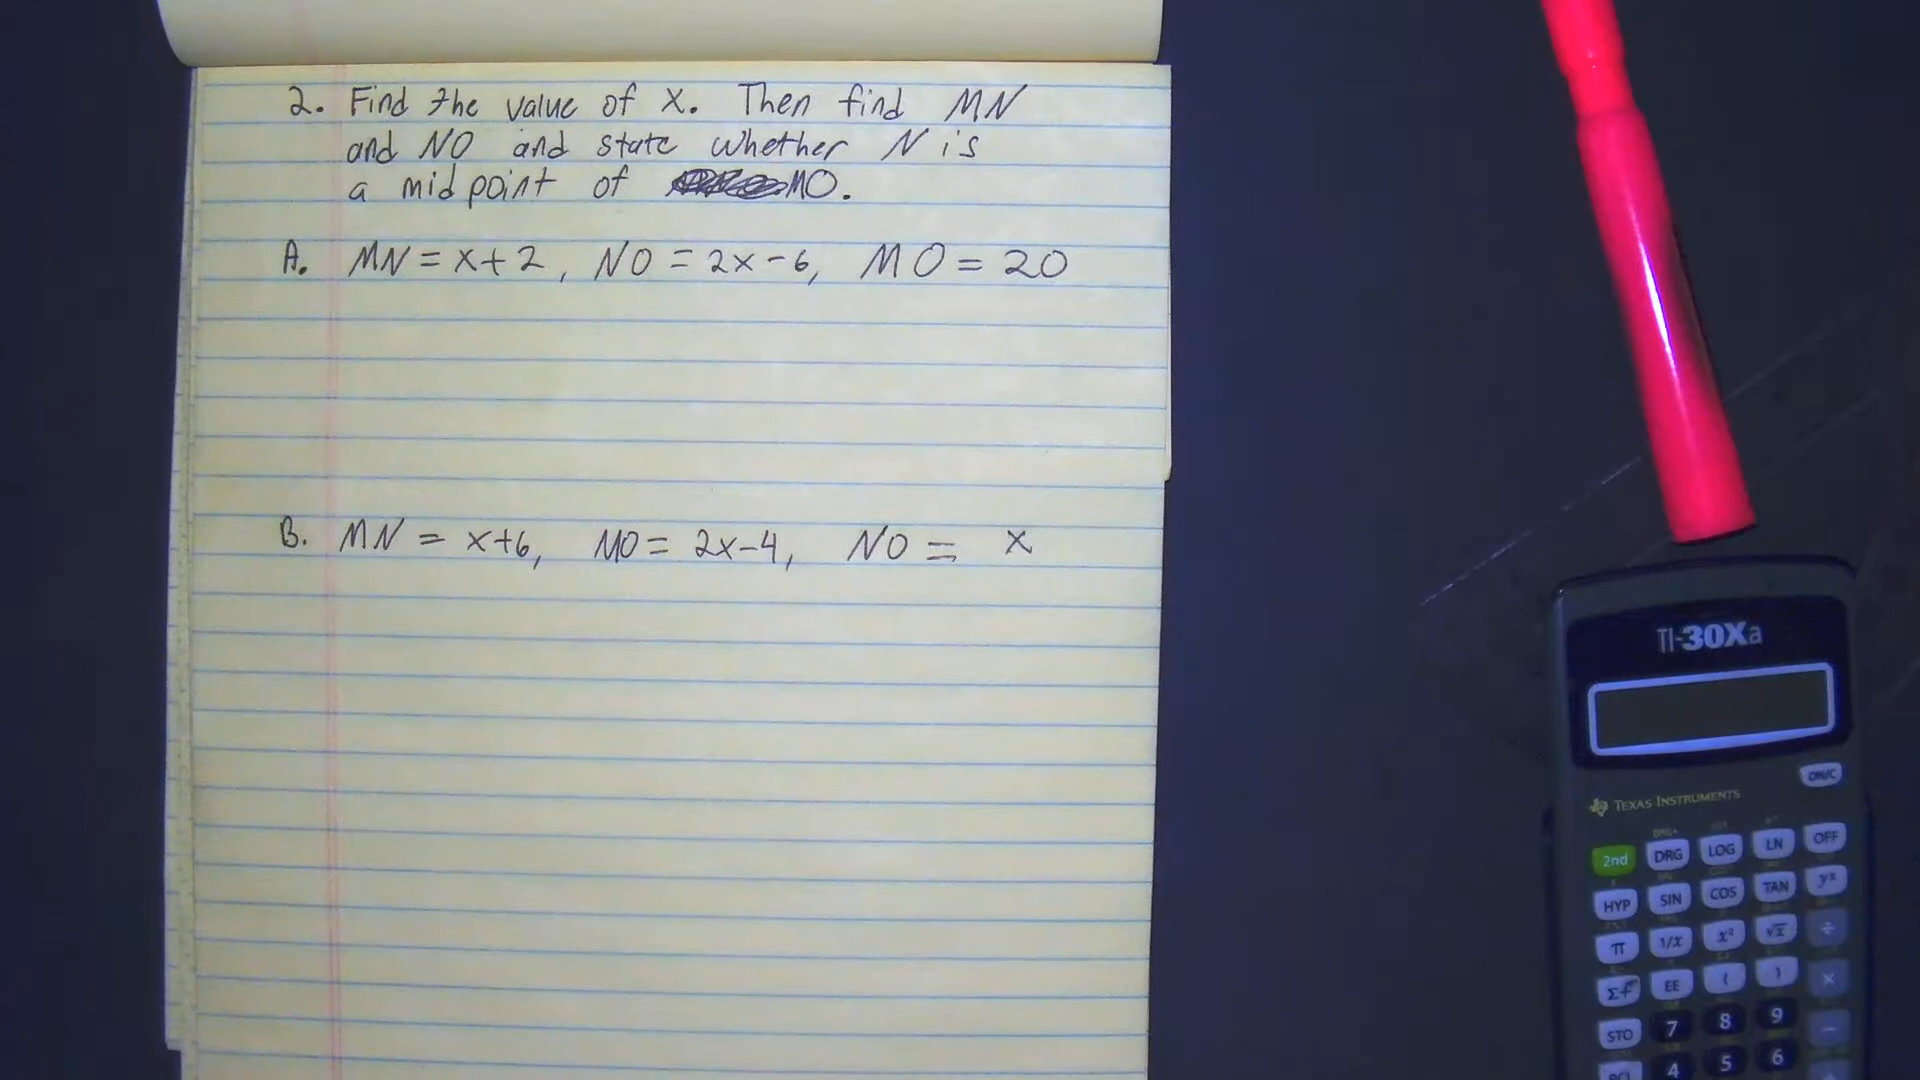 2. Find the value of x. Then find MN
and NO and state whether N is
a midpoint of MO.
A. MN = x+2, NO = 2x-6, MO = 20
B. MN = x+6, MO = 2x-4, NO = x
TI-30Xa
ON/C
TEXAS INSTRUMENTS
2nd DRG LOG LN OFF
HYP SIN COS TAN yˣ
π 1/x x² √x ÷
Σ+ EE ( ) ×
STO 7 8 9 −
RCL 4 5 6